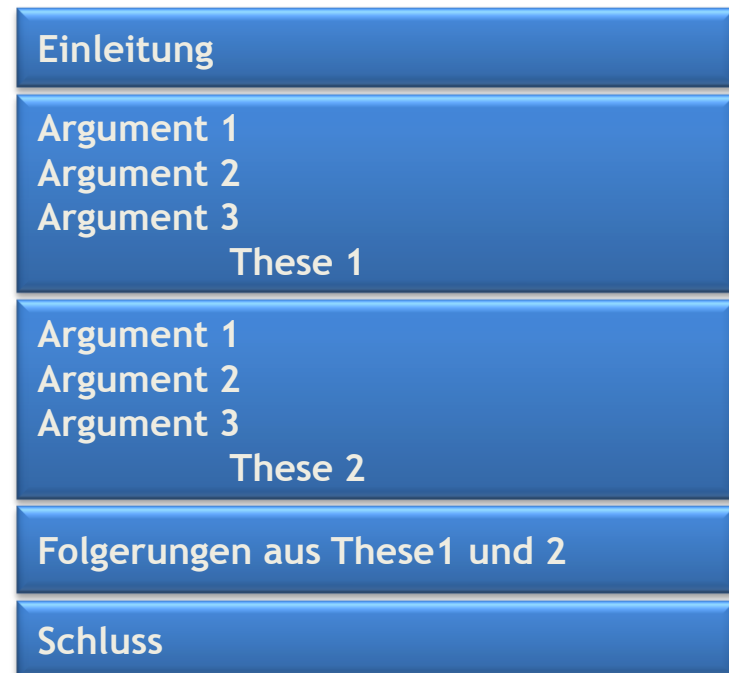 Einleitung
Argument 1
Argument 2
Argument 3
These 1
Argument 1
Argument 2
Argument 3
These 2
Folgerungen aus These1 und 2
Schluss